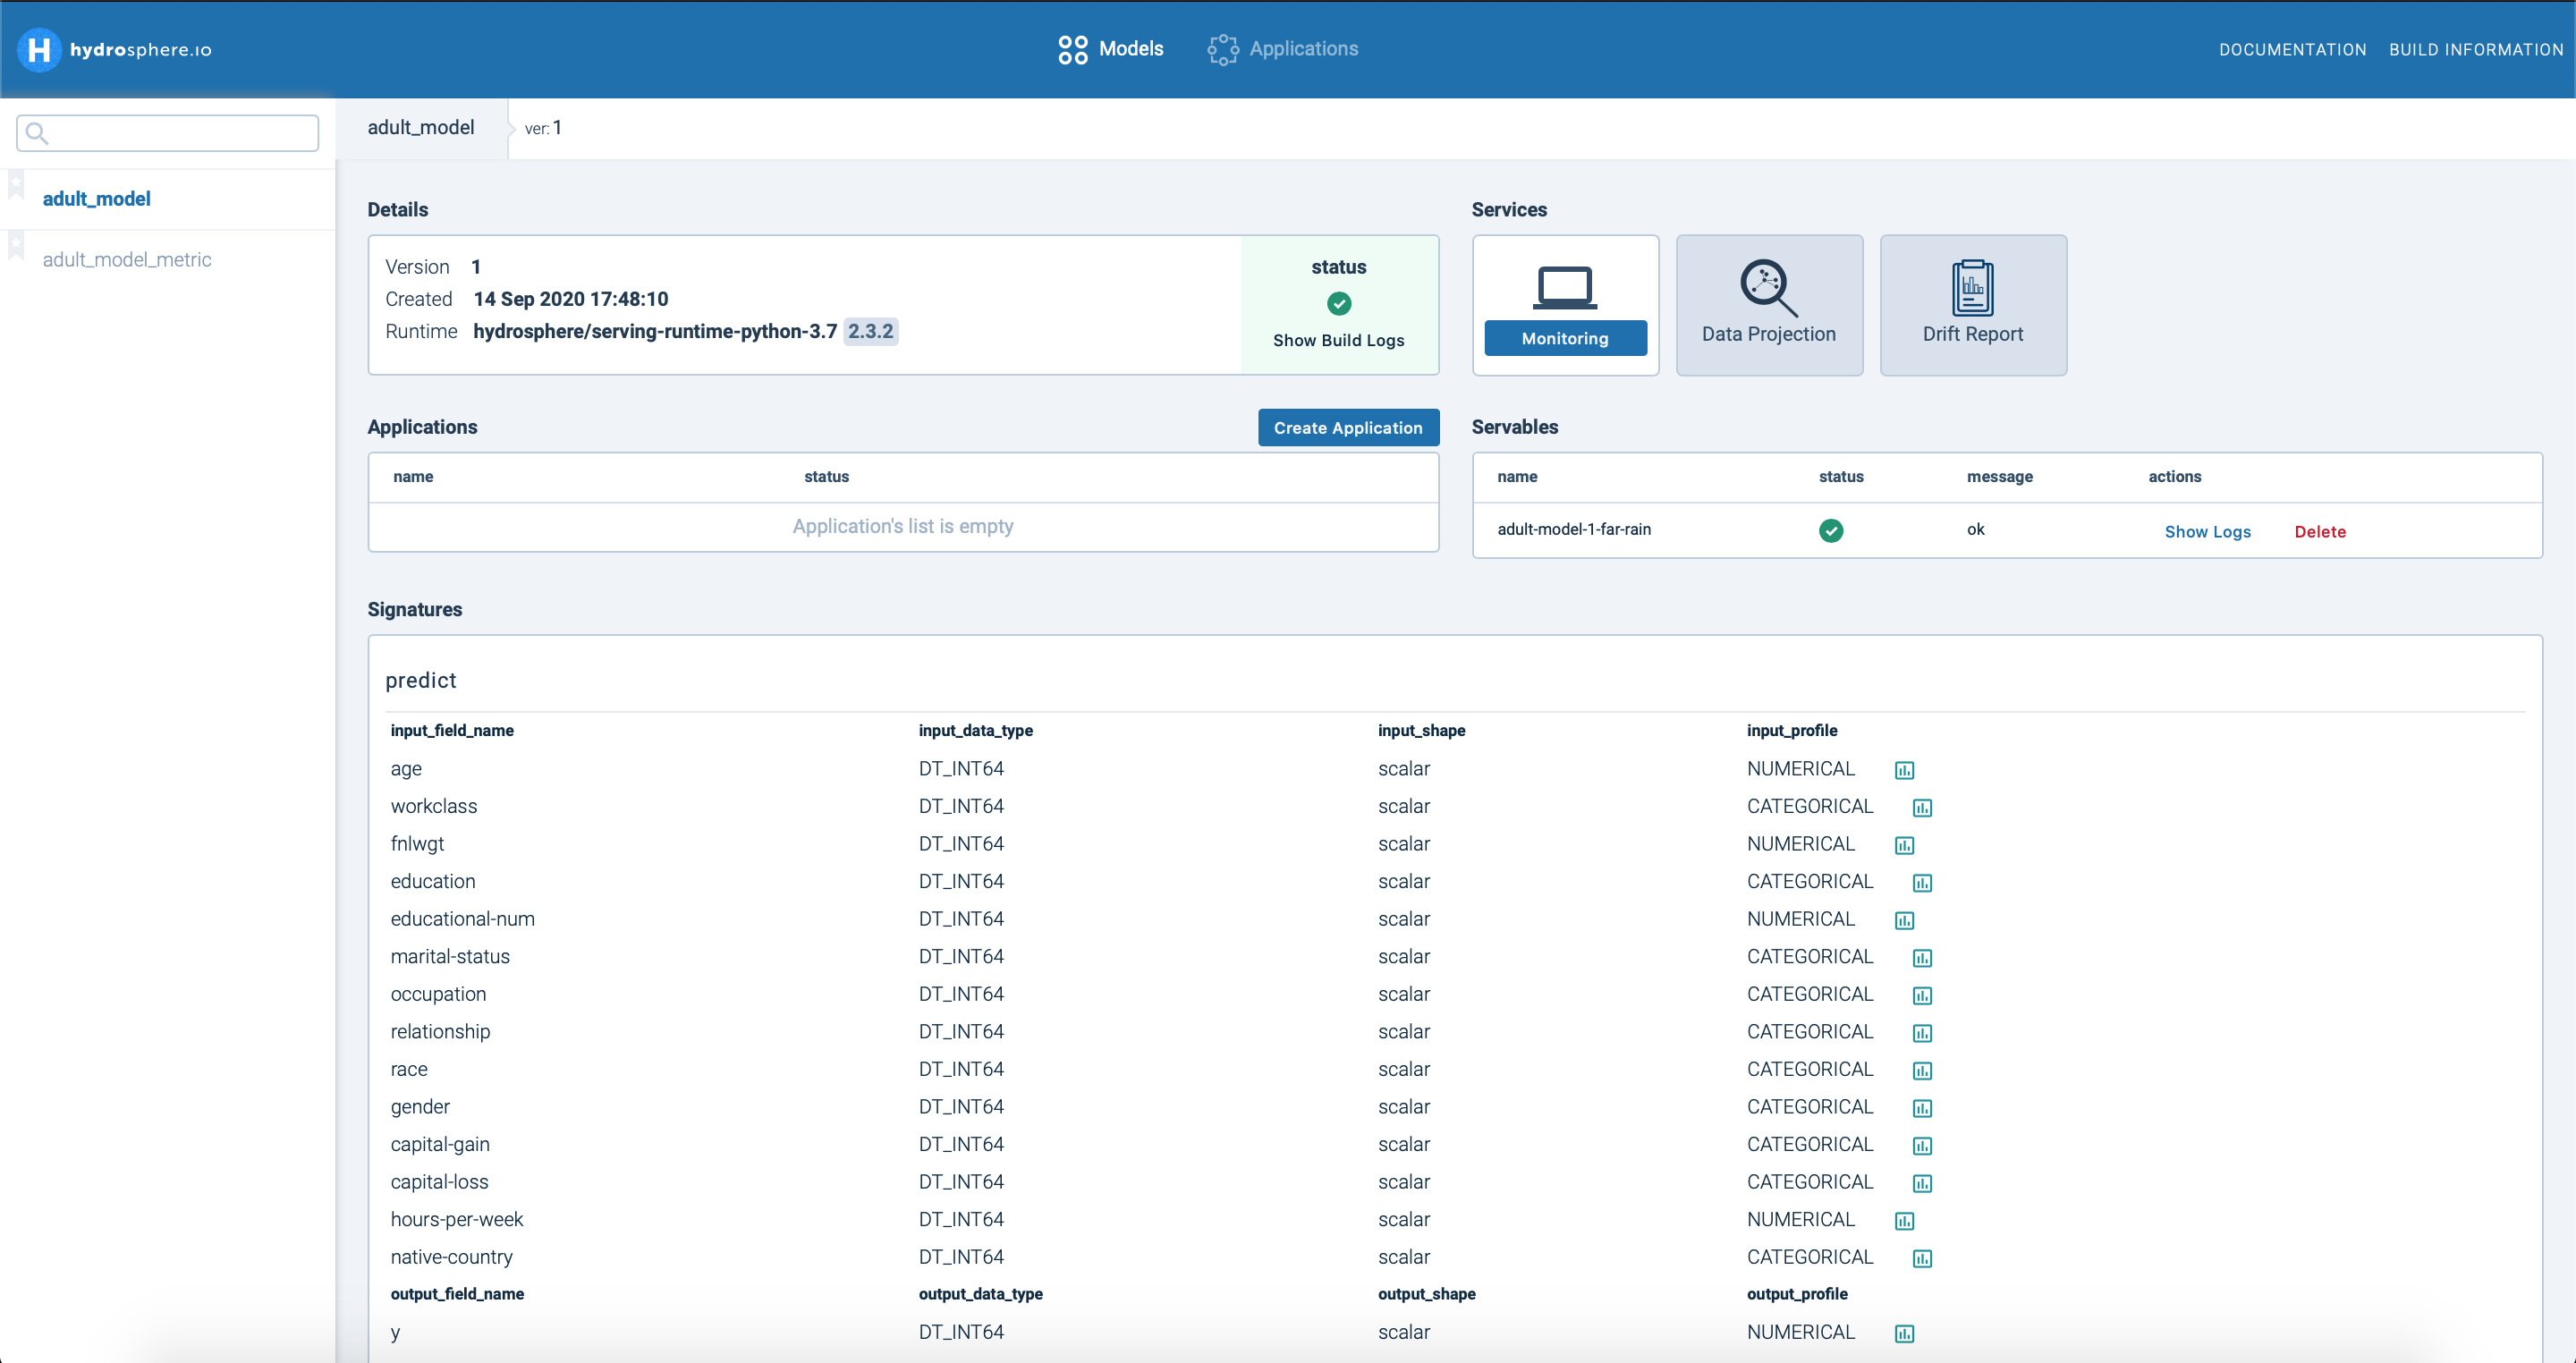 H hydrosphere.io
Models
Applications
DOCUMENTATION
BUILD INFORMATION
adult_model
adult_model_metric
adult_model
ver: 1
Details
Version 1
Created 14 Sep 2020 17:48:10
Runtime hydrosphere/serving-runtime-python-3.7 2.3.2
status
Show Build Logs
Services
Monitoring
Data Projection
Drift Report
Applications
Create Application
name status
Application's list is empty
Servables
name status message actions
adult-model-1-far-rain ok Show Logs Delete
Signatures
predict
input_field_name input_data_type input_shape input_profile
age DT_INT64 scalar NUMERICAL
workclass DT_INT64 scalar CATEGORICAL
fnlwgt DT_INT64 scalar NUMERICAL
education DT_INT64 scalar CATEGORICAL
educational-num DT_INT64 scalar NUMERICAL
marital-status DT_INT64 scalar CATEGORICAL
occupation DT_INT64 scalar CATEGORICAL
relationship DT_INT64 scalar CATEGORICAL
race DT_INT64 scalar CATEGORICAL
gender DT_INT64 scalar CATEGORICAL
capital-gain DT_INT64 scalar CATEGORICAL
capital-loss DT_INT64 scalar CATEGORICAL
hours-per-week DT_INT64 scalar NUMERICAL
native-country DT_INT64 scalar CATEGORICAL
output_field_name output_data_type output_shape output_profile
y DT_INT64 scalar NUMERICAL